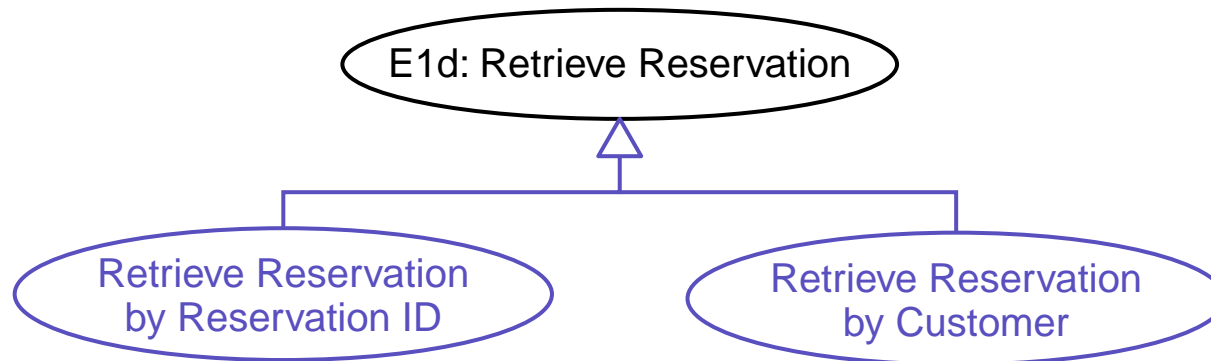 E1d: Retrieve Reservation
Retrieve Reservation
by Reservation ID
Retrieve Reservation
by Customer